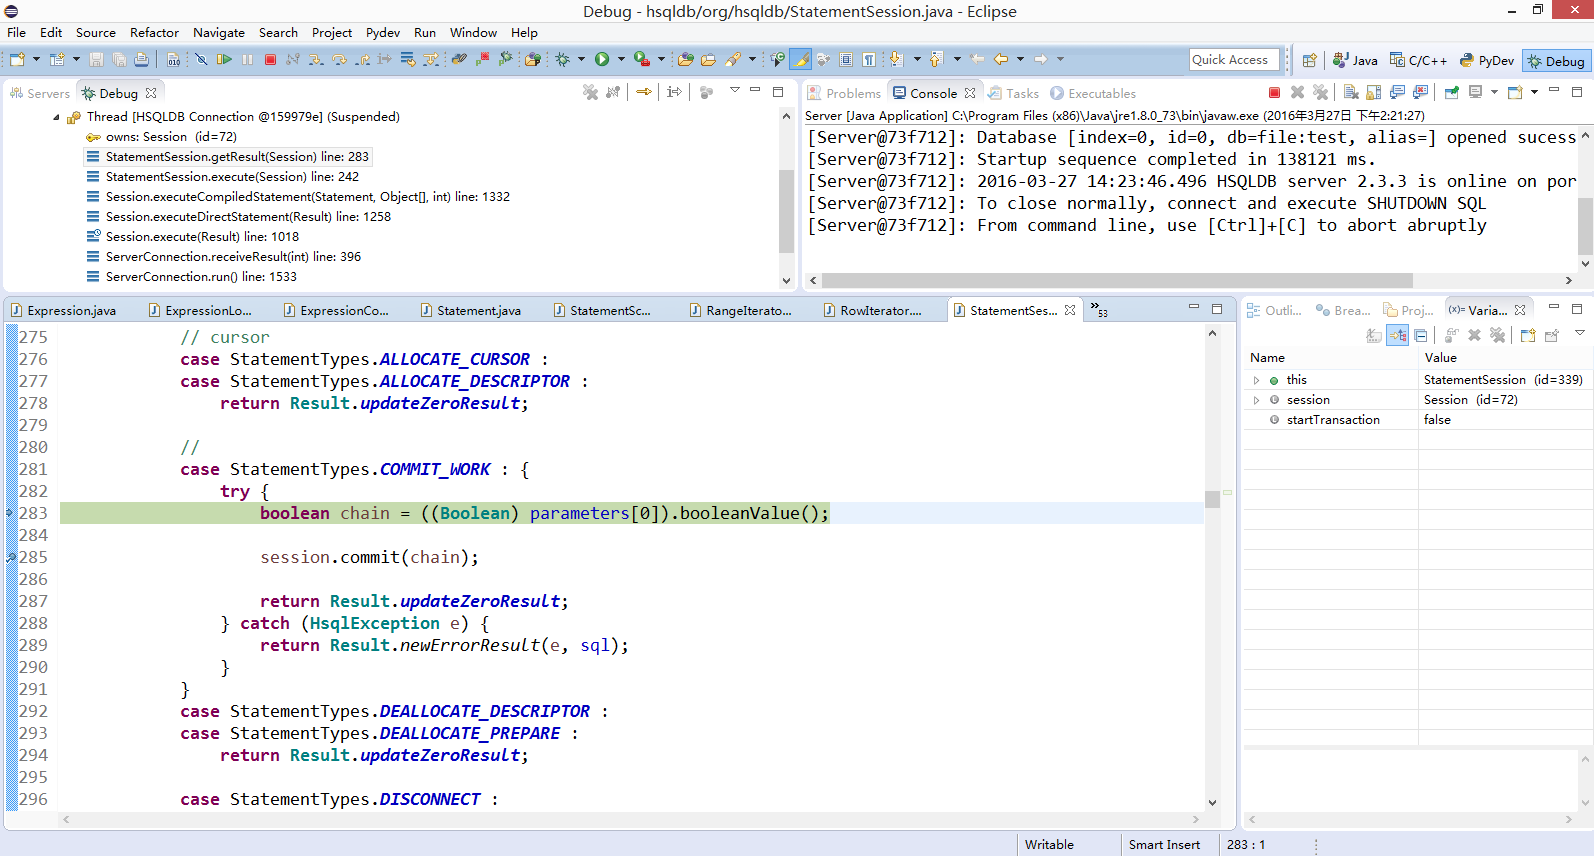 Debug - hsqldb/org/hsqldb/StatementSession.java - Eclipse
File Edit Source Refactor Navigate Search Project Pydev Run Window Help
Quick Access Java C/C++ PyDev Debug
Servers Debug
Thread [HSQLDB Connection @159979e] (Suspended)
owns: Session (id=72)
StatementSession.getResult(Session) line: 283
StatementSession.execute(Session) line: 242
Session.executeCompiledStatement(Statement, Object[], int) line: 1332
Session.executeDirectStatement(Result) line: 1258
Session.execute(Result) line: 1018
ServerConnection.receiveResult(int) line: 396
ServerConnection.run() line: 1533
Problems Console Tasks Executables
Server [Java Application] C:\Program Files (x86)\Java\jre1.8.0_73\bin\javaw.exe (2016年3月27日 下午2:21:27)
[Server@73f712]: Database [index=0, id=0, db=file:test, alias=] opened sucess
[Server@73f712]: Startup sequence completed in 138121 ms.
[Server@73f712]: 2016-03-27 14:23:46.496 HSQLDB server 2.3.3 is online on por
[Server@73f712]: To close normally, connect and execute SHUTDOWN SQL
[Server@73f712]: From command line, use [Ctrl]+[C] to abort abruptly
Expression.java ExpressionLo... ExpressionCo... Statement.java StatementSc... RangeIterato... RowIterator.... StatementSes... »53
275 // cursor
276 case StatementTypes.ALLOCATE_CURSOR :
277 case StatementTypes.ALLOCATE_DESCRIPTOR :
278 return Result.updateZeroResult;
279
280 //
281 case StatementTypes.COMMIT_WORK : {
282 try {
283 boolean chain = ((Boolean) parameters[0]).booleanValue();
284
285 session.commit(chain);
286
287 return Result.updateZeroResult;
288 } catch (HsqlException e) {
289 return Result.newErrorResult(e, sql);
290 }
291 }
292 case StatementTypes.DEALLOCATE_DESCRIPTOR :
293 case StatementTypes.DEALLOCATE_PREPARE :
294 return Result.updateZeroResult;
295
296 case StatementTypes.DISCONNECT :
Outli... Brea... Proj... (x)= Varia...
Name Value
this StatementSession (id=339)
session Session (id=72)
startTransaction false
Writable Smart Insert 283 : 1